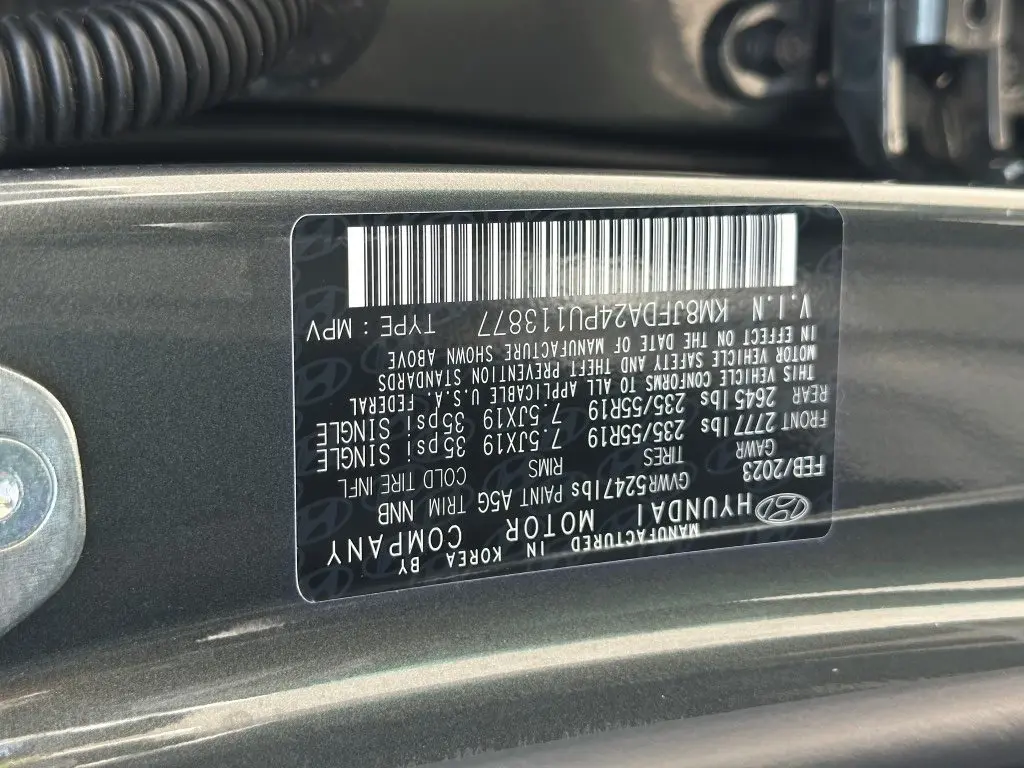 MANUFACTURED IN KOREA BY
HYUNDAI MOTOR COMPANY
FEB/2023 GVWR5247lbs PAINT A5G TRIM NNB
GAWR TIRES RIMS COLD TIRE INFL
FRONT 2777lbs 235/55R19 7.5JX19 35psi SINGLE
REAR 2645lbs 235/55R19 7.5JX19 35psi SINGLE
THIS VEHICLE CONFORMS TO ALL APPLICABLE U.S.A. FEDERAL
MOTOR VEHICLE SAFETY AND THEFT PREVENTION STANDARDS
IN EFFECT ON THE DATE OF MANUFACTURE SHOWN ABOVE
V.I.N KM8JFDA24PU113877 TYPE : MPV